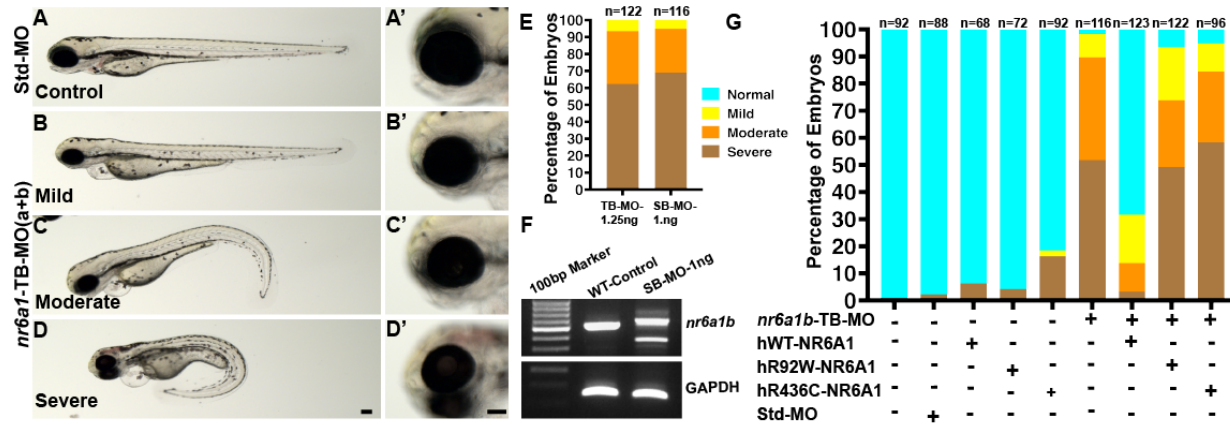 Std-MO
nr6a1-TB-MO(a+b)
A
Control
A'
B
Mild
B'
C
Moderate
C'
D
Severe
D'
E
n=122 n=116
Percentage of Embryos
100
90
80
70
60
50
40
30
20
10
0
TB-MO-
1.25ng
SB-MO-
1.ng
Normal
Mild
Moderate
Severe
F
100bp Marker
WT-Control
SB-MO-1ng
nr6a1b
GAPDH
G
n=92 n=88 n=68 n=72 n=92 n=116 n=123 n=122 n=96
Percentage of Embryos
100
90
80
70
60
50
40
30
20
10
0
nr6a1b-TB-MO - - - - - + + + +
hWT-NR6A1 - - + - - - + - -
hR92W-NR6A1 - - - + - - - + -
hR436C-NR6A1 - - - - + - - - +
Std-MO - + - - - - - - -